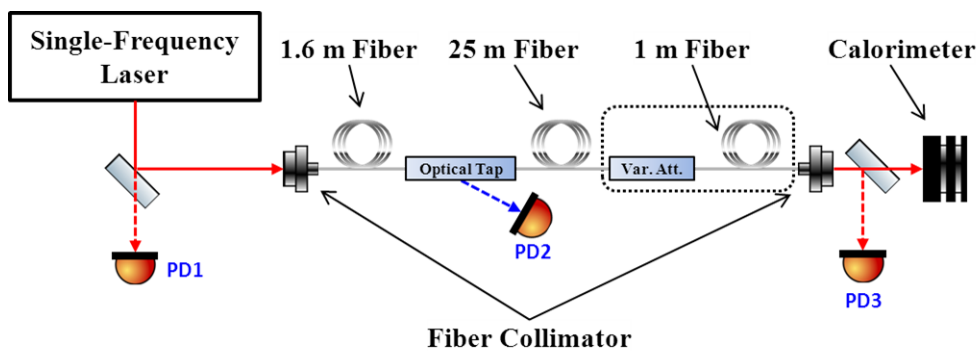 Single-Frequency
Laser
1.6 m Fiber
25 m Fiber
1 m Fiber
Calorimeter
Optical Tap
Var. Att.
PD1
PD2
PD3
Fiber Collimator